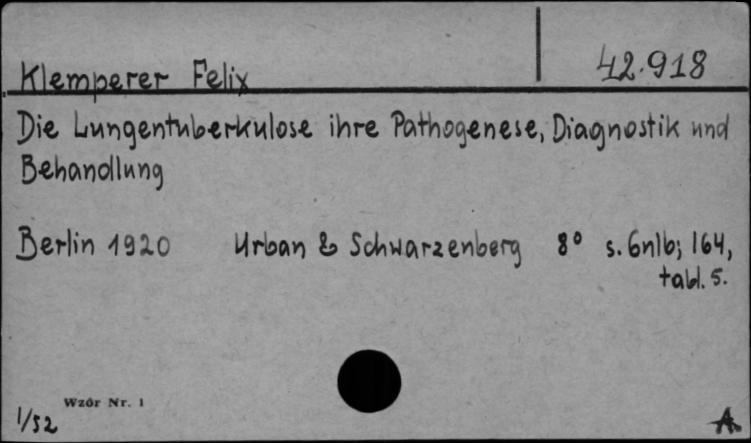 Klemperer Felix
42.918
Die Lungentuberkulose ihre Pathogenese, Diagnostik und
Behandlung
Berlin 1920 Urban & Schwarzenberg 8° s. 6nlb; 164,
tabl. 5.
Wzór Nr. 1
1/52
A